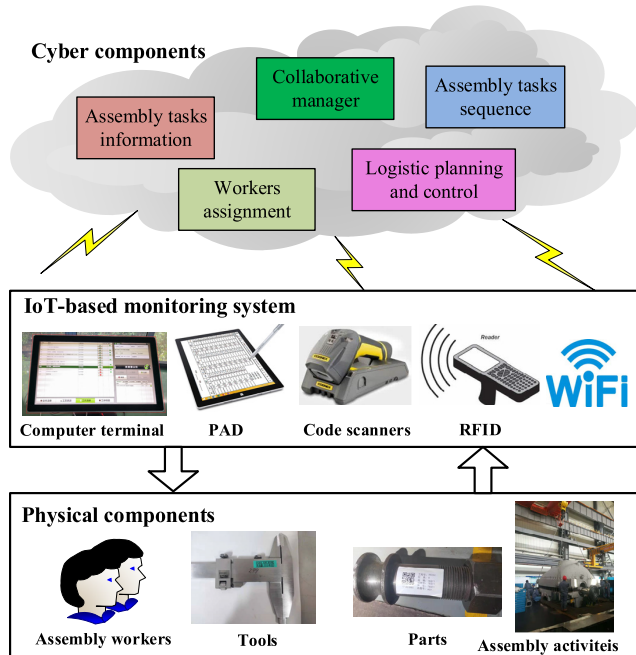 Cyber components
Collaborative
manager
Assembly tasks
sequence
Assembly tasks
information
Logistic planning
and control
Workers
assignment
IoT-based monitoring system
Reader
WiFi
Computer terminal
PAD
Code scanners
RFID
Physical components
Assembly workers
Tools
Parts
Assembly activiteis